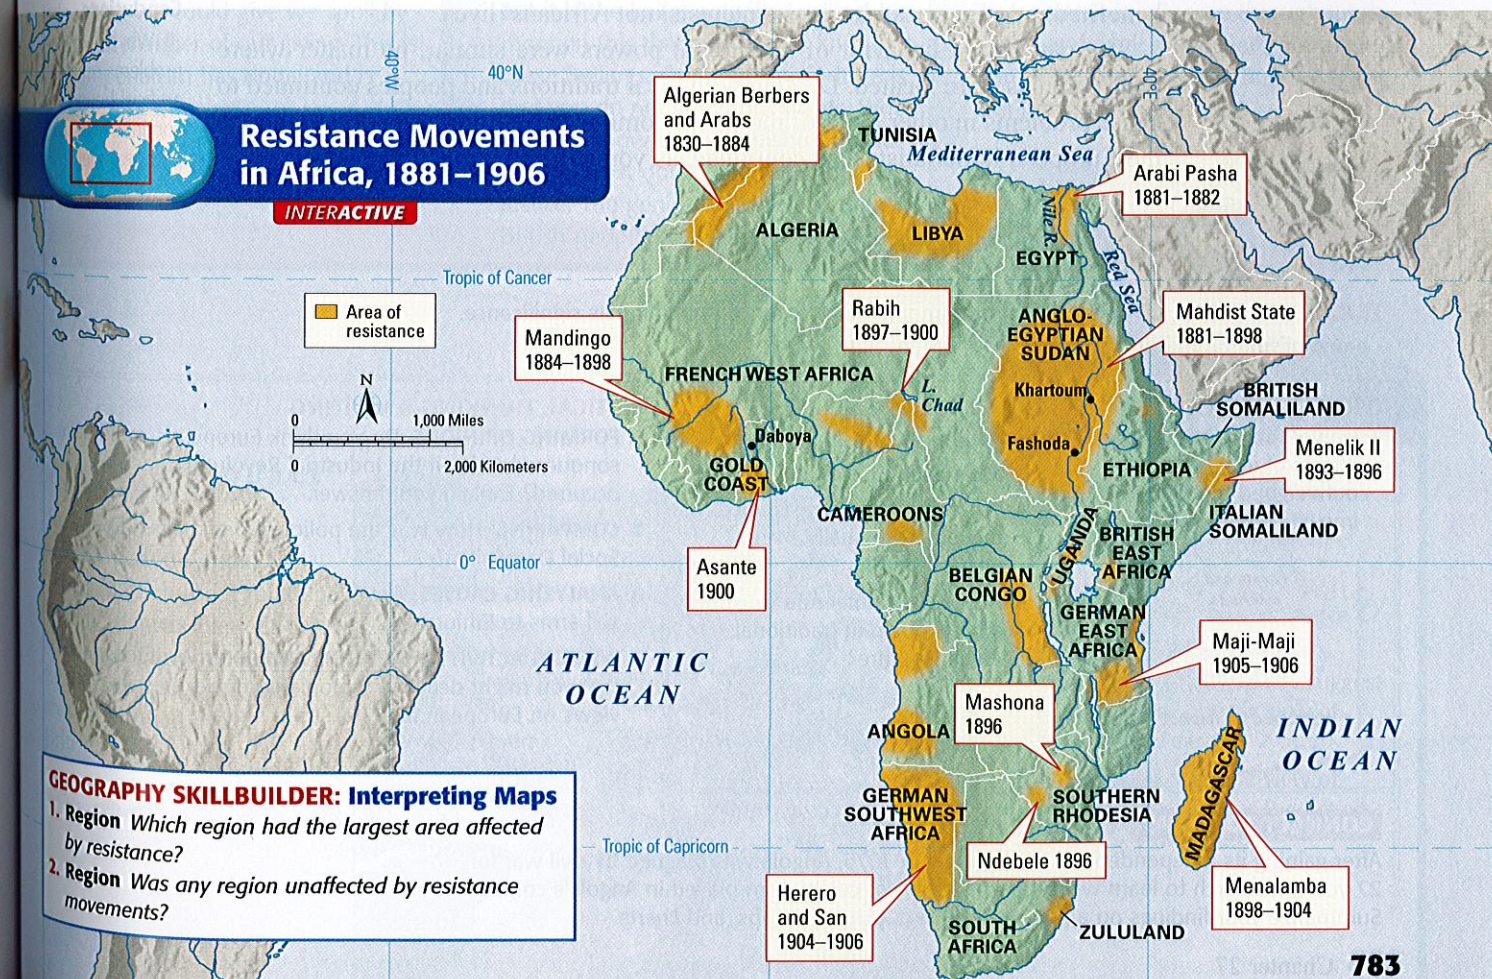 40°W
40°N
40°E
Resistance Movements
in Africa, 1881–1906
INTERACTIVE
Algerian Berbers
and Arabs
1830–1884
TUNISIA
Mediterranean Sea
Arabi Pasha
1881–1882
ALGERIA
LIBYA
Nile R.
EGYPT
Red Sea
Tropic of Cancer
Area of
resistance
Rabih
1897–1900
ANGLO-
EGYPTIAN
SUDAN
Mahdist State
1881–1898
Mandingo
1884–1898
FRENCH WEST AFRICA
L.
Chad
Khartoum
BRITISH
SOMALILAND
N
0 1,000 Miles
0 2,000 Kilometers
Daboya
Fashoda
Menelik II
1893–1896
GOLD
COAST
ETHIOPIA
CAMEROONS
ITALIAN
SOMALILAND
UGANDA
BRITISH
EAST
AFRICA
0° Equator
Asante
1900
BELGIAN
CONGO
GERMAN
EAST
AFRICA
Maji-Maji
1905–1906
ATLANTIC
OCEAN
Mashona
1896
ANGOLA
INDIAN
OCEAN
MADAGASCAR
GERMAN
SOUTHWEST
AFRICA
SOUTHERN
RHODESIA
Tropic of Capricorn
Ndebele 1896
Herero
and San
1904–1906
Menalamba
1898–1904
SOUTH
AFRICA
ZULULAND
GEOGRAPHY SKILLBUILDER: Interpreting Maps
1. Region Which region had the largest area affected
by resistance?
2. Region Was any region unaffected by resistance
movements?
783